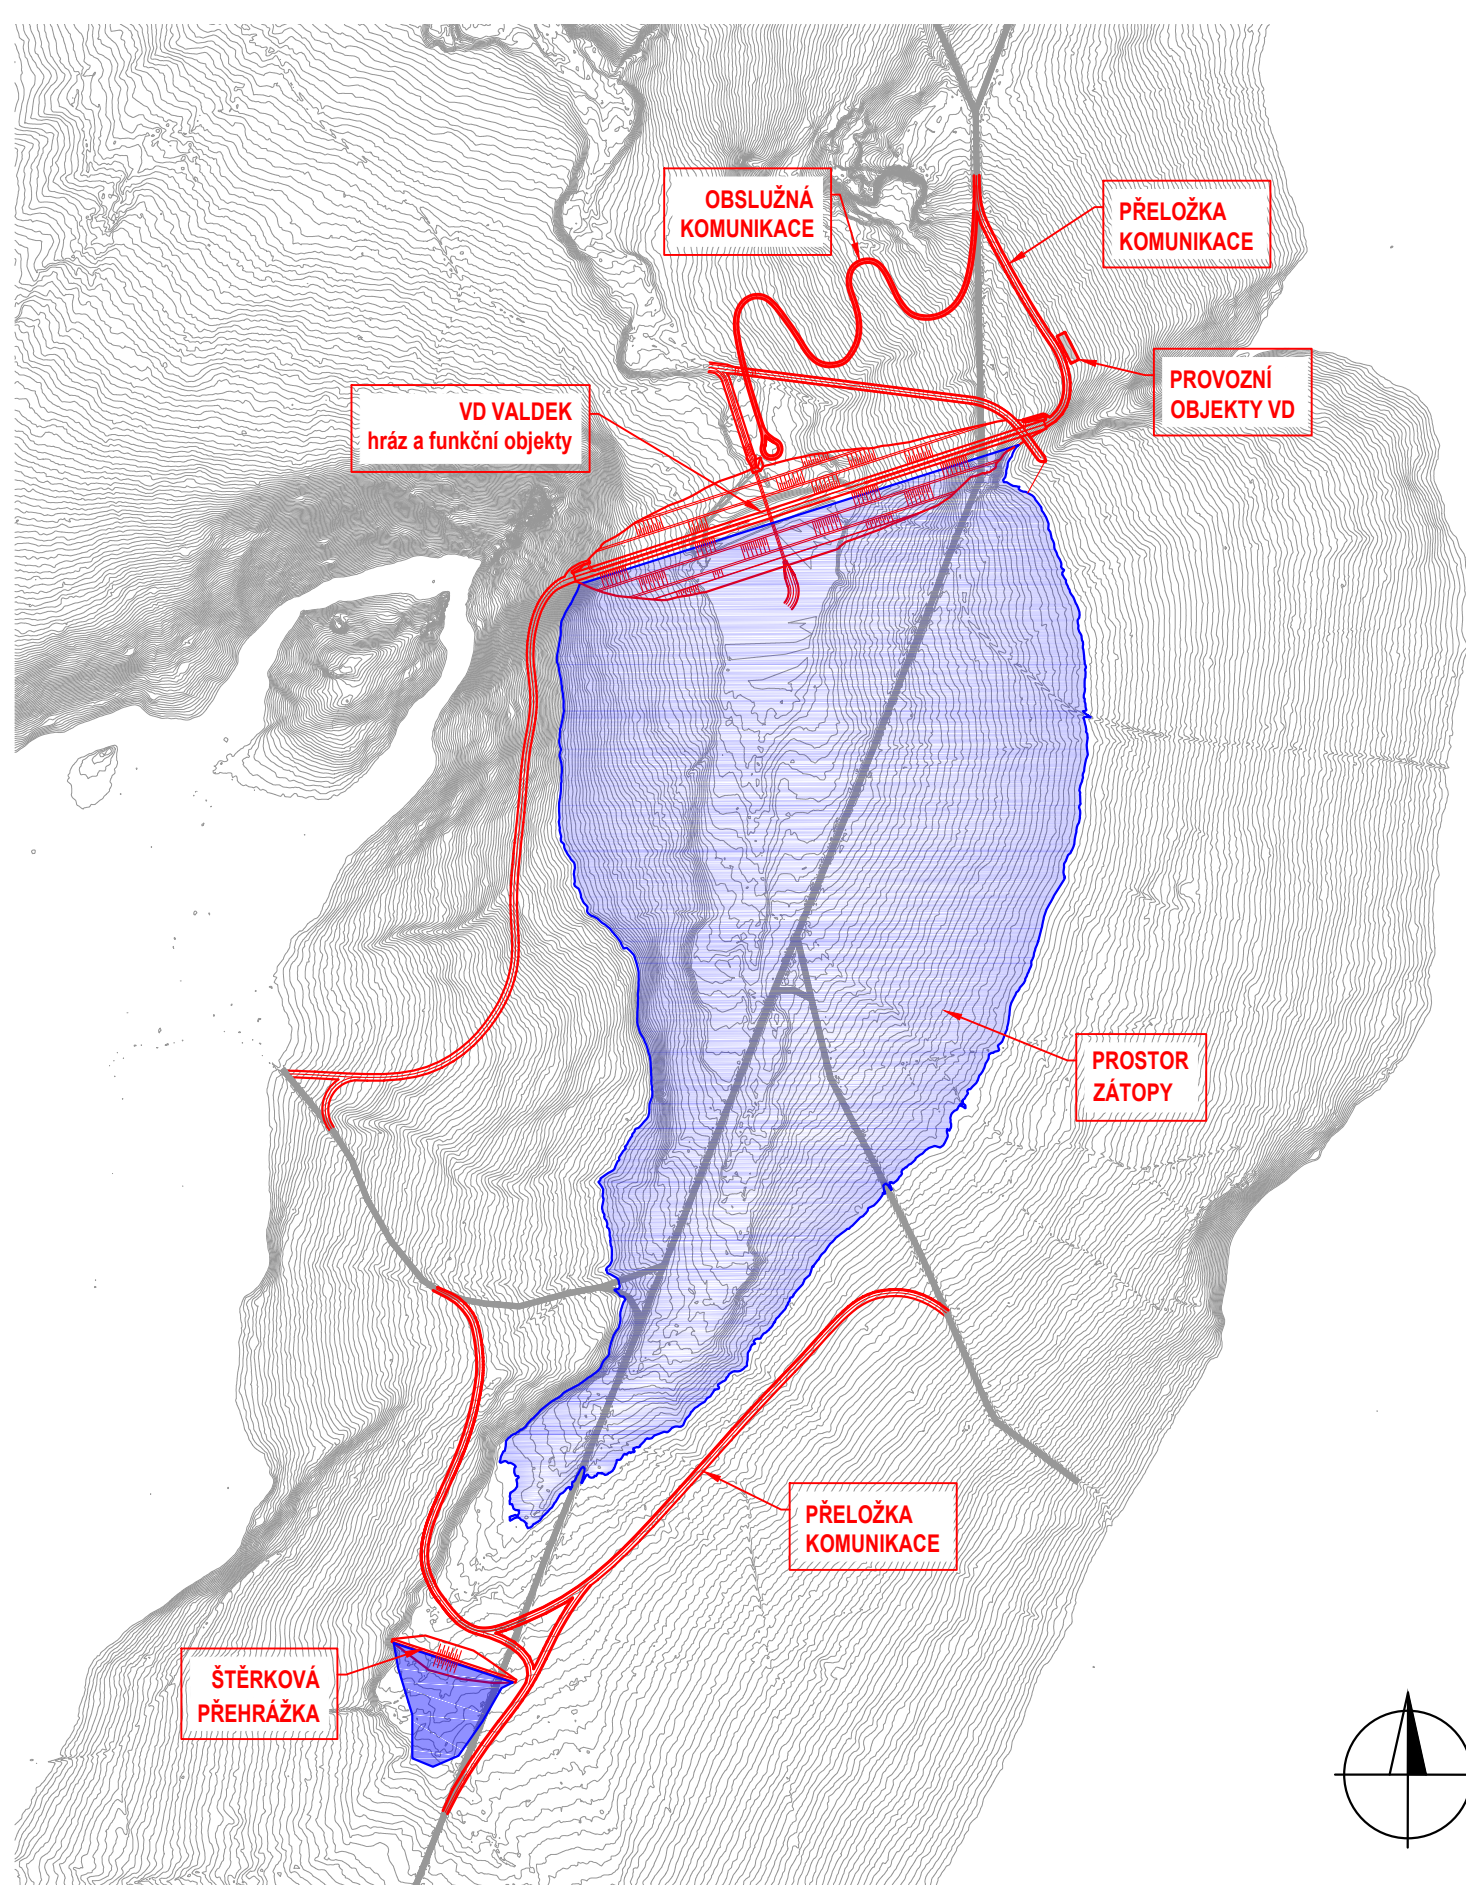 OBSLUŽNÁ
KOMUNIKACE
PŘELOŽKA
KOMUNIKACE
PROVOZNÍ
OBJEKTY VD
VD VALDEK
hráz a funkční objekty
PROSTOR
ZÁTOPY
PŘELOŽKA
KOMUNIKACE
ŠTĚRKOVÁ
PŘEHRÁŽKA